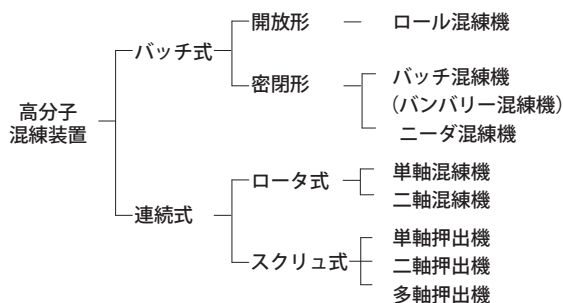 高分子
混練装置
バッチ式
開放形
ロール混練機
密閉形
バッチ混練機
(バンバリー混練機)
ニーダ混練機
連続式
ロータ式
単軸混練機
二軸混練機
スクリュ式
単軸押出機
二軸押出機
多軸押出機